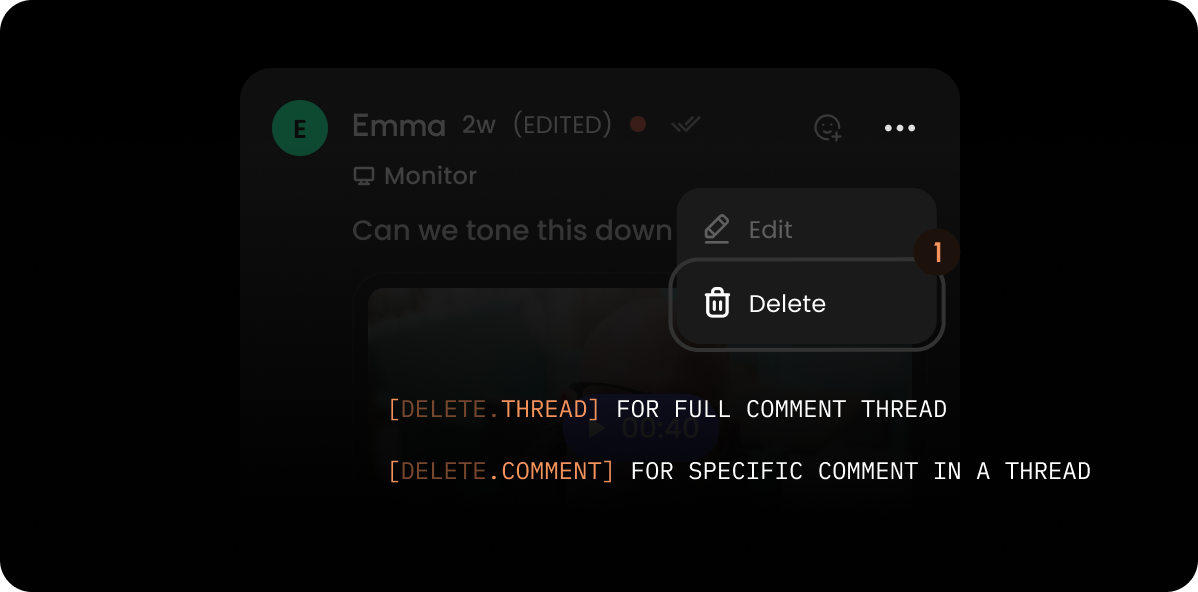 E Emma 2w (EDITED)
Monitor
Can we tone this down
Edit
1
Delete
[DELETE.THREAD] FOR FULL COMMENT THREAD
00:40
[DELETE.COMMENT] FOR SPECIFIC COMMENT IN A THREAD